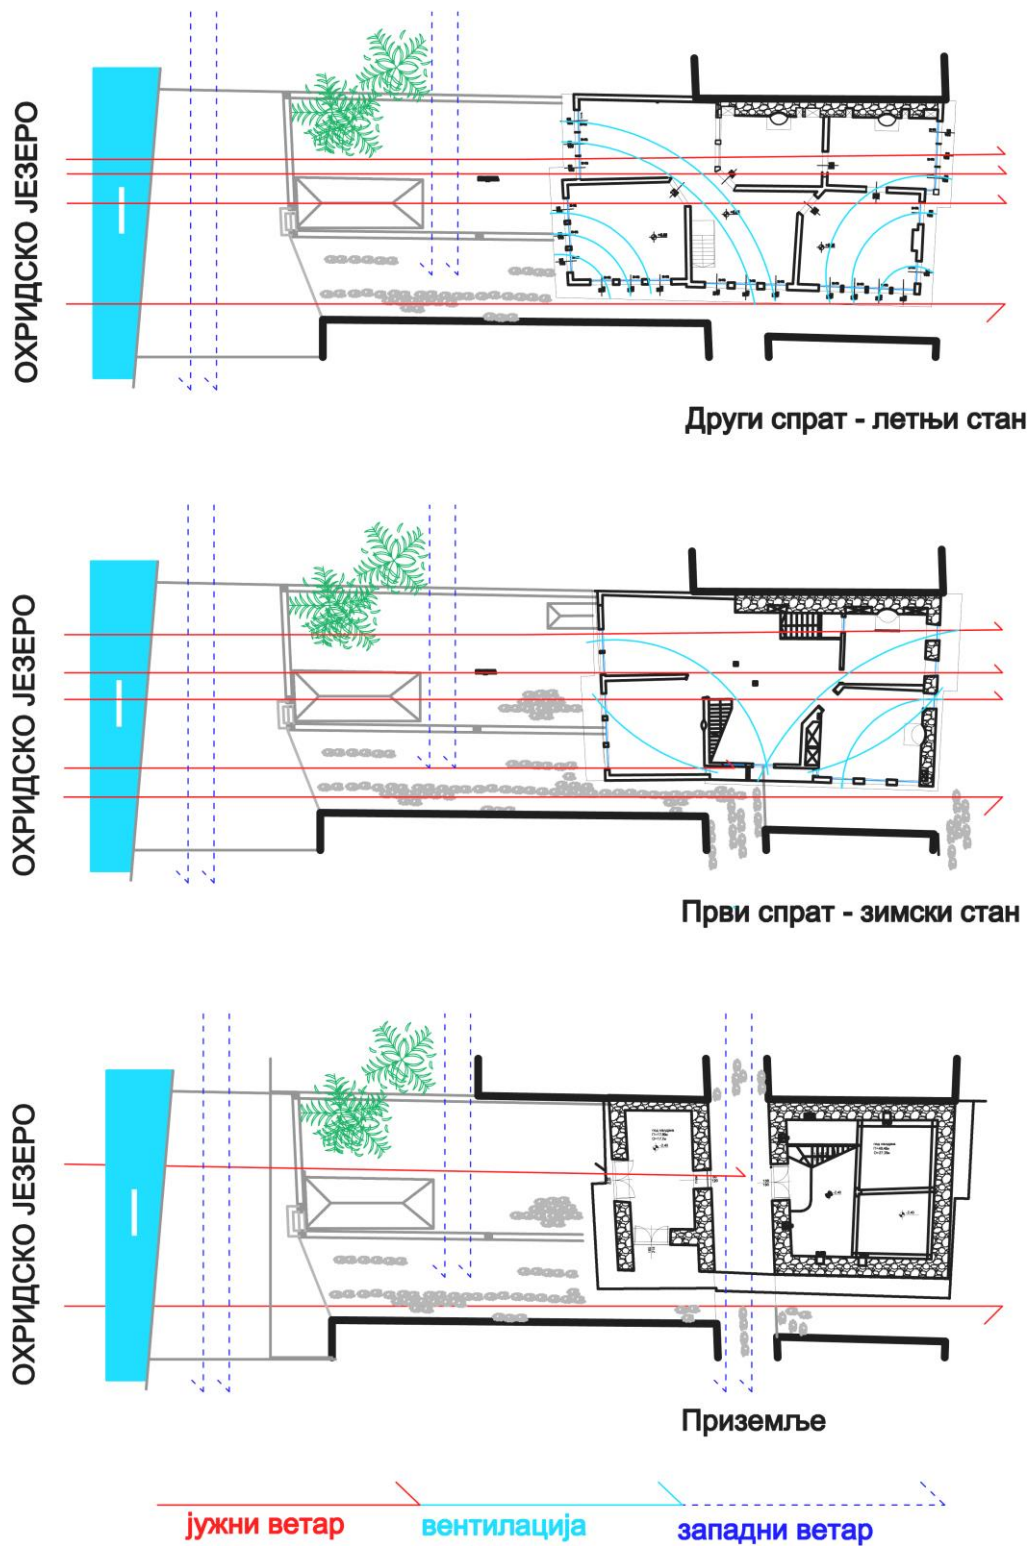 ОХРИДСКО ЈЕЗЕРО
Други спрат - летњи стан
ОХРИДСКО ЈЕЗЕРО
Први спрат - зимски стан
ОХРИДСКО ЈЕЗЕРО
Приземље
јужни ветар
вентилација
западни ветар